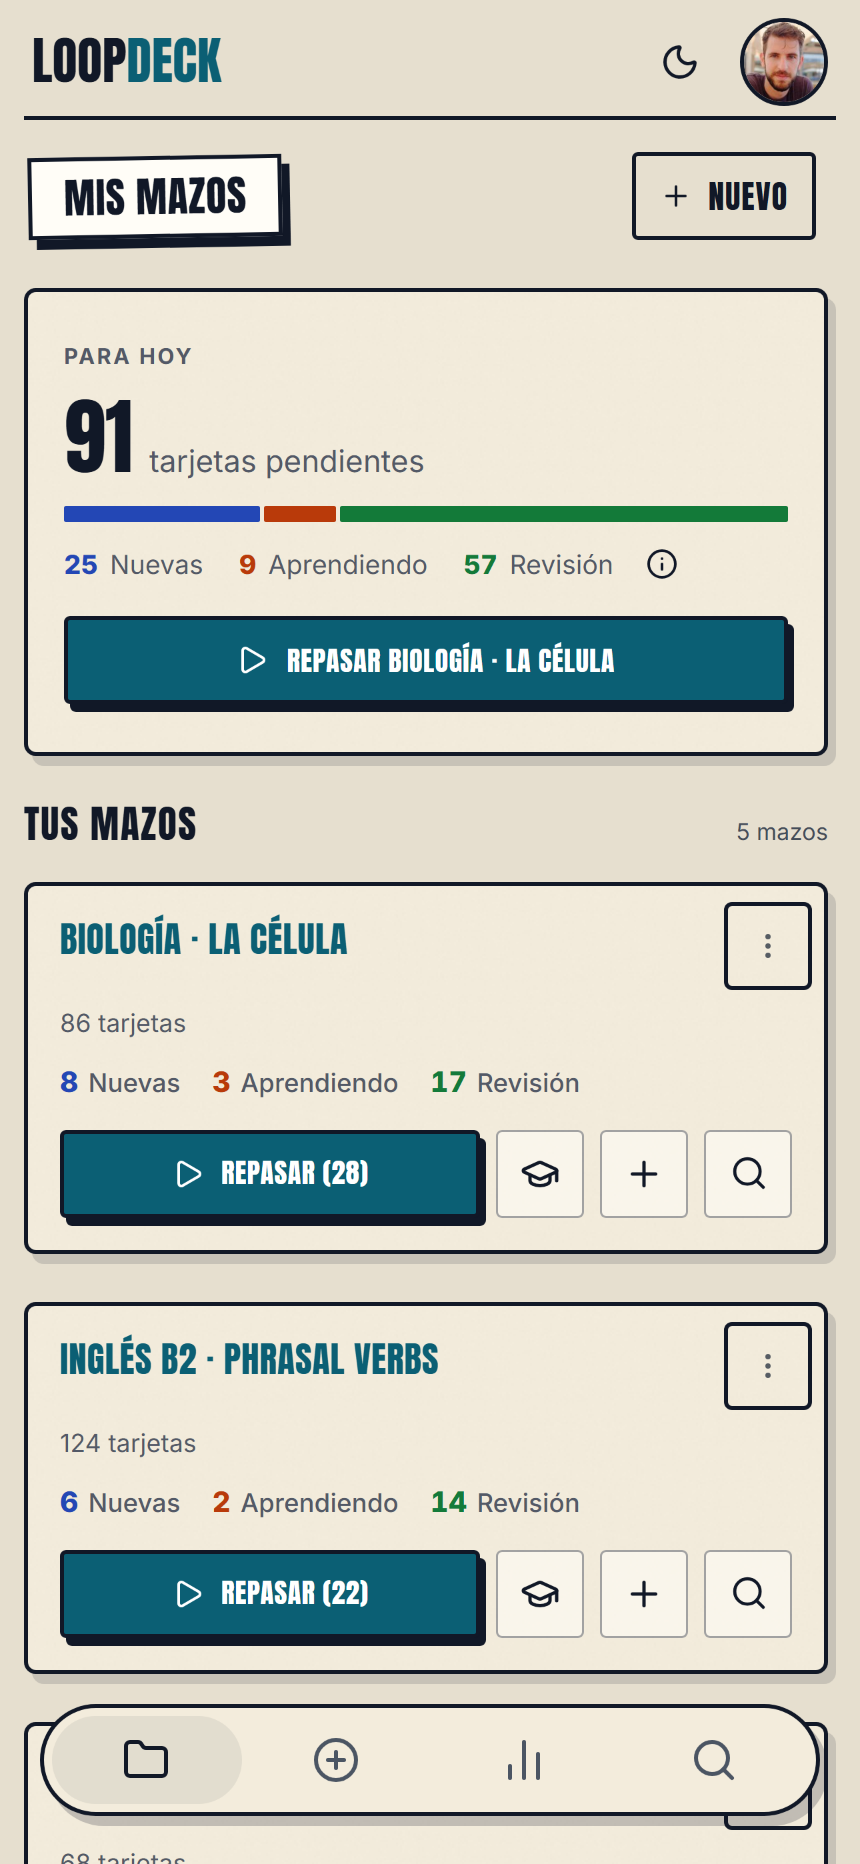 LOOPDECK
MIS MAZOS
NUEVO
PARA HOY
91 tarjetas pendientes
25 Nuevas 9 Aprendiendo 57 Revisión
REPASAR BIOLOGÍA · LA CÉLULA
TUS MAZOS
5 mazos
BIOLOGÍA · LA CÉLULA
86 tarjetas
8 Nuevas 3 Aprendiendo 17 Revisión
REPASAR (28)
INGLÉS B2 · PHRASAL VERBS
124 tarjetas
6 Nuevas 2 Aprendiendo 14 Revisión
REPASAR (22)
68 tarjetas